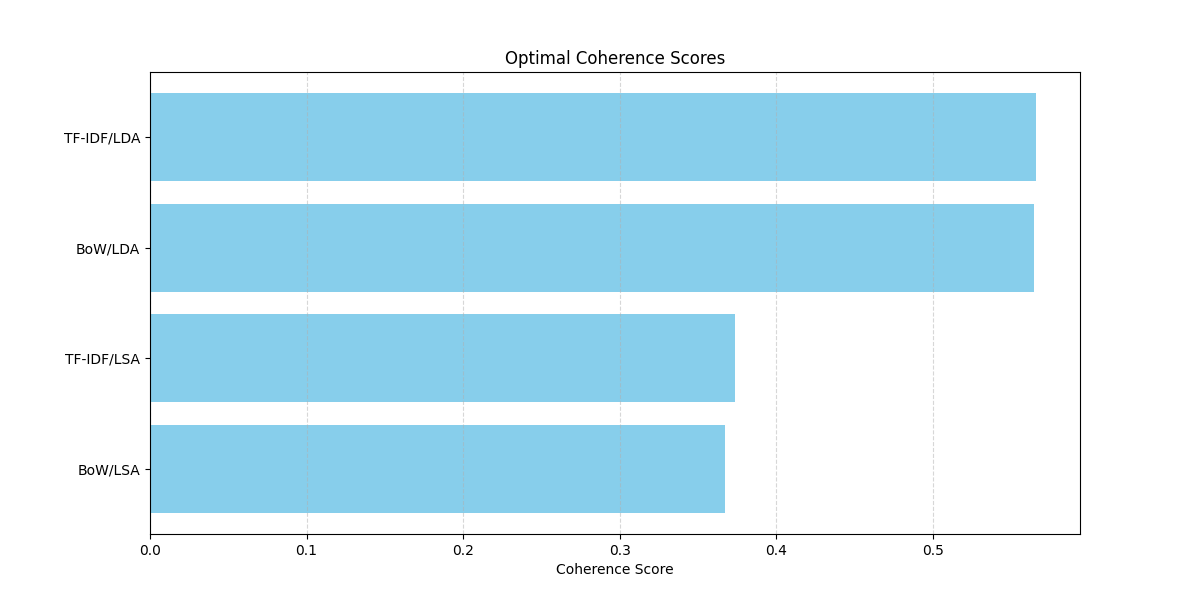 Optimal Coherence Scores
TF-IDF/LDA
BoW/LDA
TF-IDF/LSA
BoW/LSA
0.0 0.1 0.2 0.3 0.4 0.5
Coherence Score